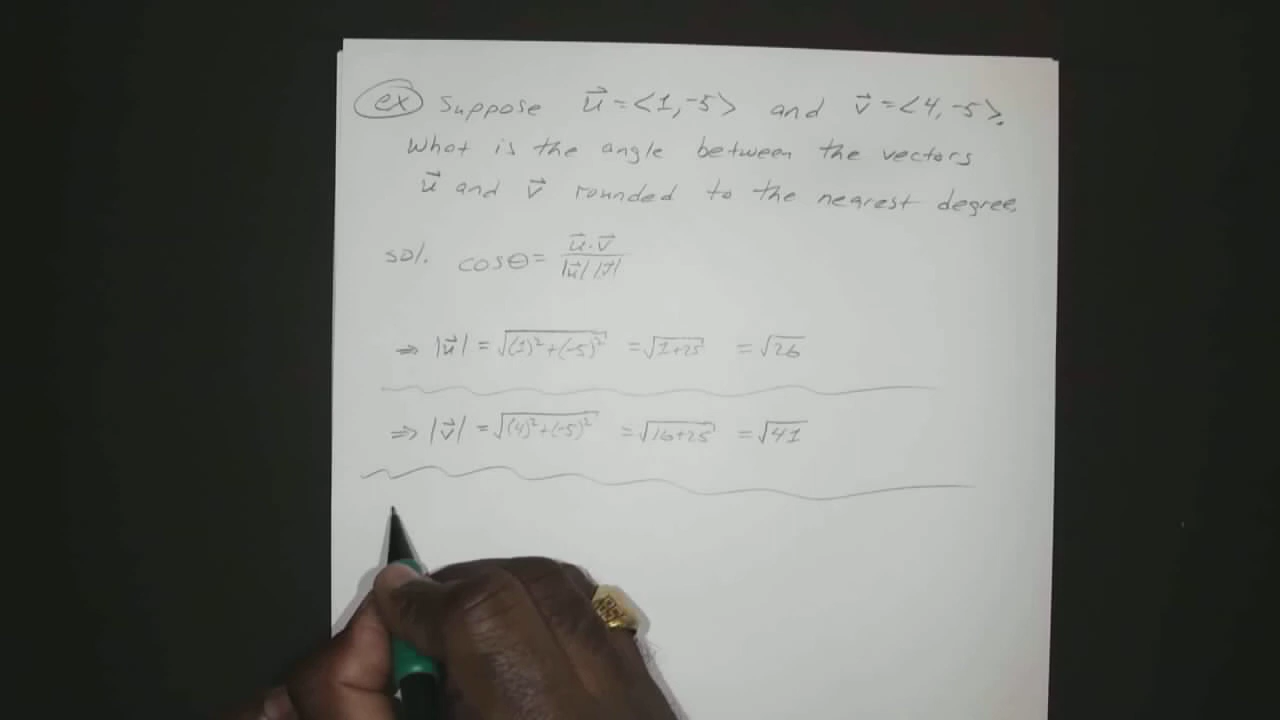 ex Suppose u⃗ = <1, -5> and v⃗ = <4, -5>.
What is the angle between the vectors
u⃗ and v⃗ rounded to the nearest degree.
sol. cosθ = u⃗·v⃗ / |u⃗| |v⃗|
⇒ |u⃗| = √((1)² + (-5)²) = √(1+25) = √26
⇒ |v⃗| = √((4)² + (-5)²) = √(16+25) = √41